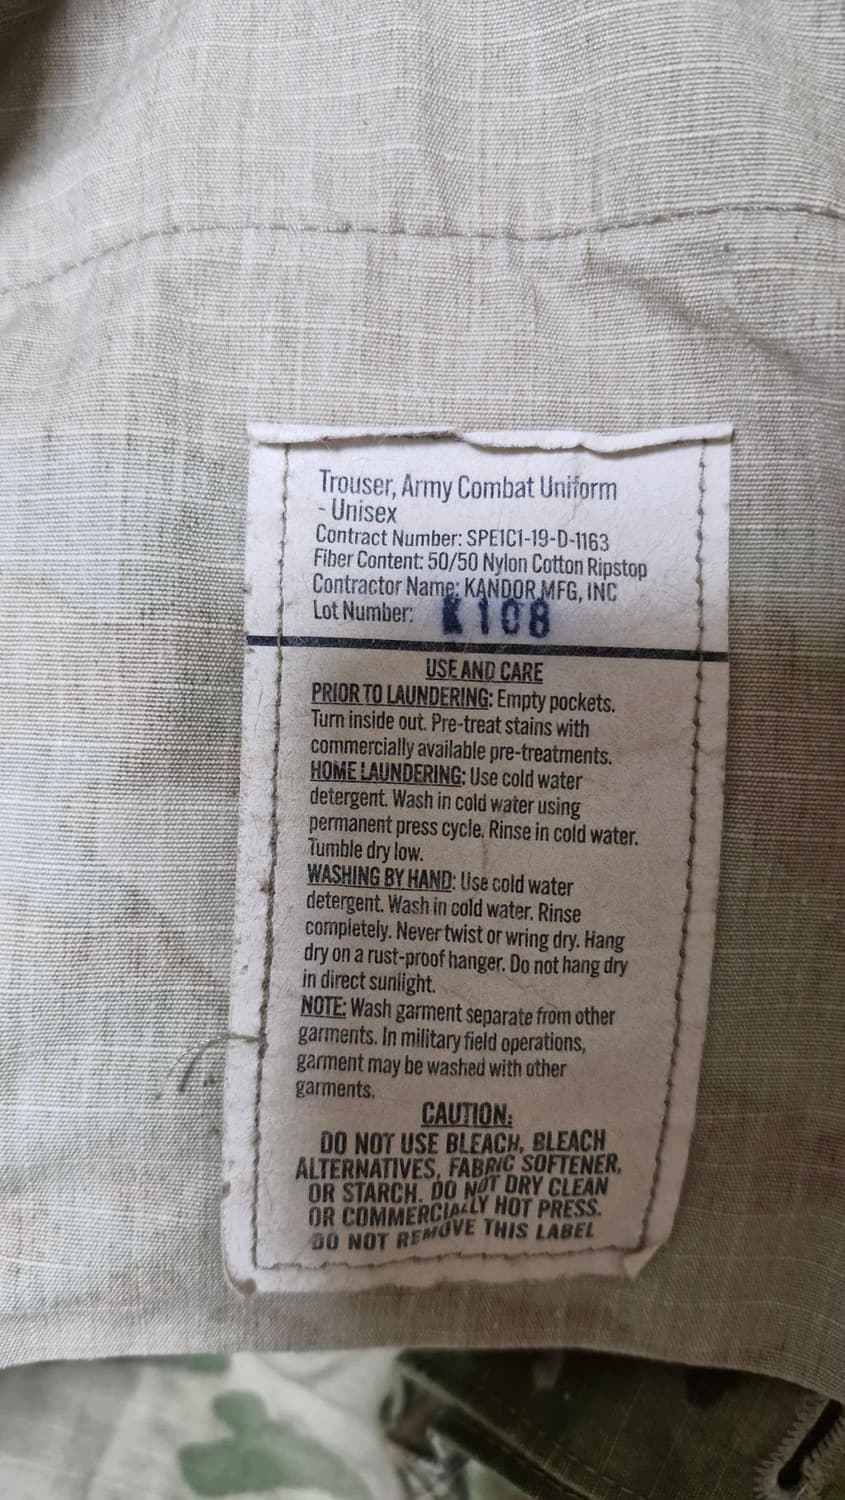 Trouser, Army Combat Uniform
- Unisex
Contract Number: SPE1C1-19-D-1163
Fiber Content: 50/50 Nylon Cotton Ripstop
Contractor Name: KANDOR MFG, INC
Lot Number: K108
USE AND CARE
PRIOR TO LAUNDERING: Empty pockets.
Turn inside out. Pre-treat stains with
commercially available pre-treatments.
HOME LAUNDERING: Use cold water
detergent. Wash in cold water using
permanent press cycle. Rinse in cold water.
Tumble dry low.
WASHING BY HAND: Use cold water
detergent. Wash in cold water. Rinse
completely. Never twist or wring dry. Hang
dry on a rust-proof hanger. Do not hang dry
in direct sunlight.
NOTE: Wash garment separate from other
garments. In military field operations,
garment may be washed with other
garments.
CAUTION:
DO NOT USE BLEACH, BLEACH
ALTERNATIVES, FABRIC SOFTENER,
OR STARCH. DO NOT DRY CLEAN
OR COMMERCIALLY HOT PRESS.
DO NOT REMOVE THIS LABEL